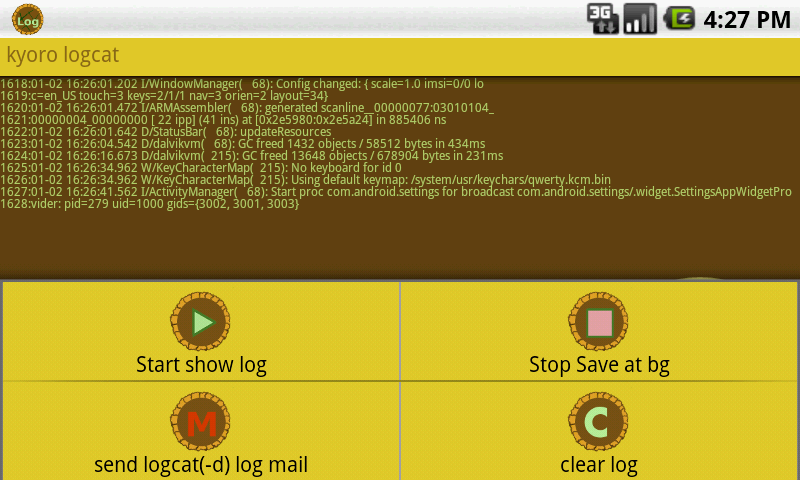 Log
3G
4:27 PM
kyoro logcat
1618:01-02 16:26:01.202 I/WindowManager(   68): Config changed: { scale=1.0 imsi=0/0 lo
1619:c=en_US touch=3 keys=2/1/1 nav=3 orien=2 layout=34}
1620:01-02 16:26:01.472 I/ARMAssembler(   68): generated scanline__00000077:03010104_
1621:00000004_00000000 [ 22 ipp] (41 ins) at [0x2e5980:0x2e5a24] in 885406 ns
1622:01-02 16:26:01.642 D/StatusBar(   68): updateResources
1623:01-02 16:26:04.542 D/dalvikvm(   68): GC freed 1432 objects / 58512 bytes in 434ms
1624:01-02 16:26:16.673 D/dalvikvm(  215): GC freed 13648 objects / 678904 bytes in 231ms
1625:01-02 16:26:34.962 W/KeyCharacterMap(  215): No keyboard for id 0
1626:01-02 16:26:34.962 W/KeyCharacterMap(  215): Using default keymap: /system/usr/keychars/qwerty.kcm.bin
1627:01-02 16:26:41.562 I/ActivityManager(   68): Start proc com.android.settings for broadcast com.android.settings/.widget.SettingsAppWidgetPro
1628:vider: pid=279 uid=1000 gids={3002, 3001, 3003}
Start show log
Stop Save at bg
M
C
send logcat(-d) log mail
clear log